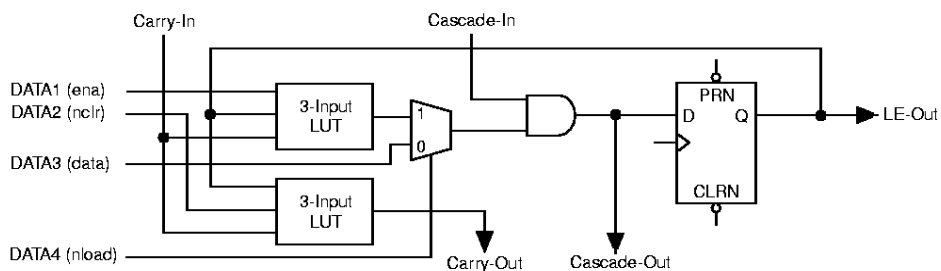 Carry-In
Cascade-In
DATA1 (ena)
DATA2 (nclr)
3-Input
LUT
1
0
PRN
D
Q
LE-Out
DATA3 (data)
3-Input
LUT
CLRN
DATA4 (nload)
Carry-Out
Cascade-Out